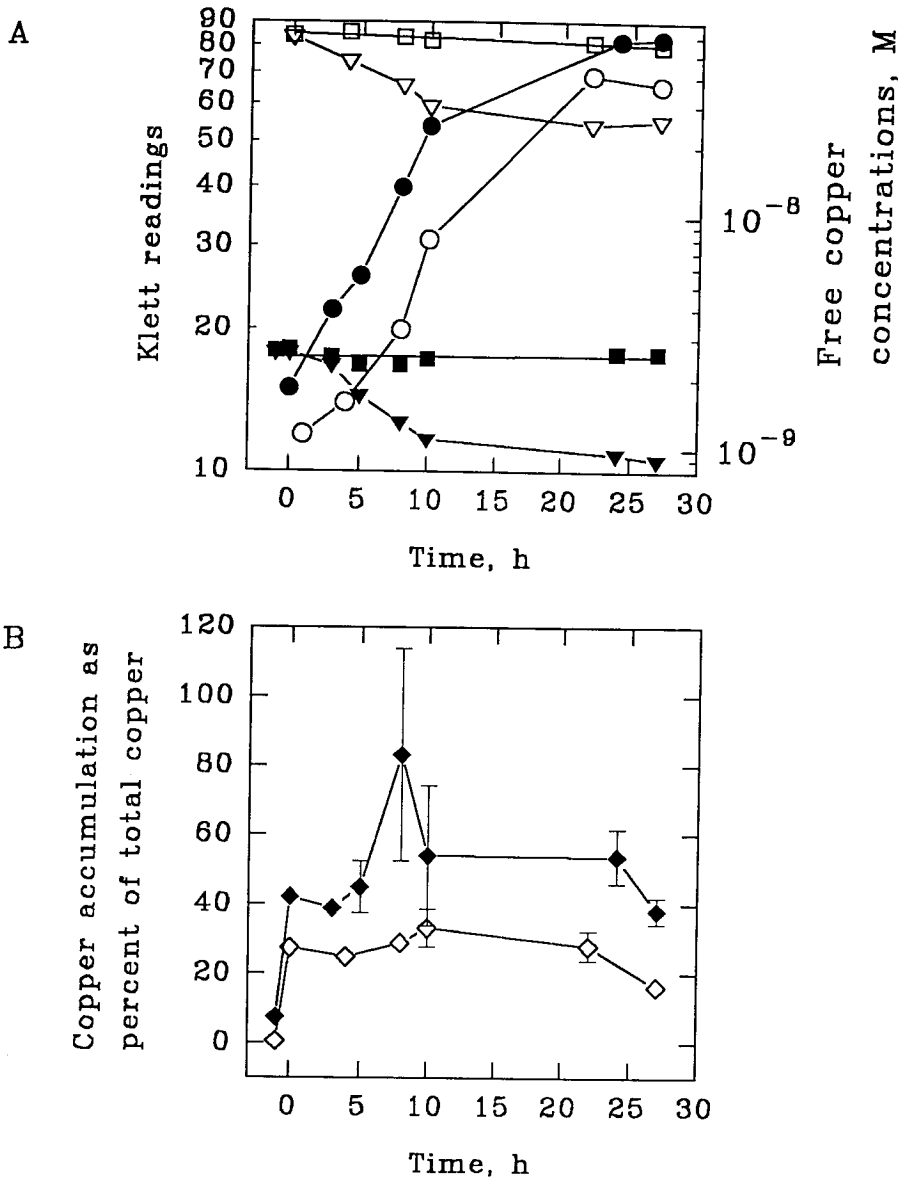 A
90
80
70
60
50
40
30
20
10
Klett readings
10⁻⁸
10⁻⁹
Free copper
concentrations, M
0 5 10 15 20 25 30
Time, h
B
120
100
80
60
40
20
0
Copper accumulation as
percent of total copper
0 5 10 15 20 25 30
Time, h